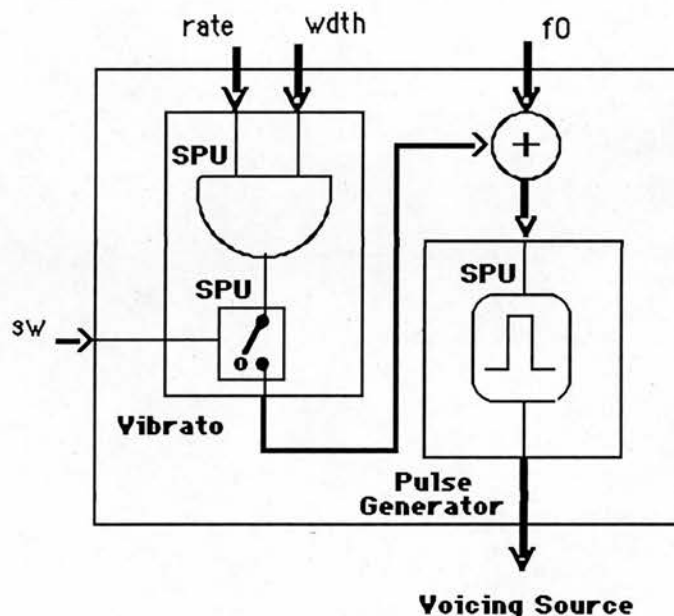 rate wdth f0
SPU
SPU
SPU
sw
o
Vibrato
Pulse
Generator
Voicing Source